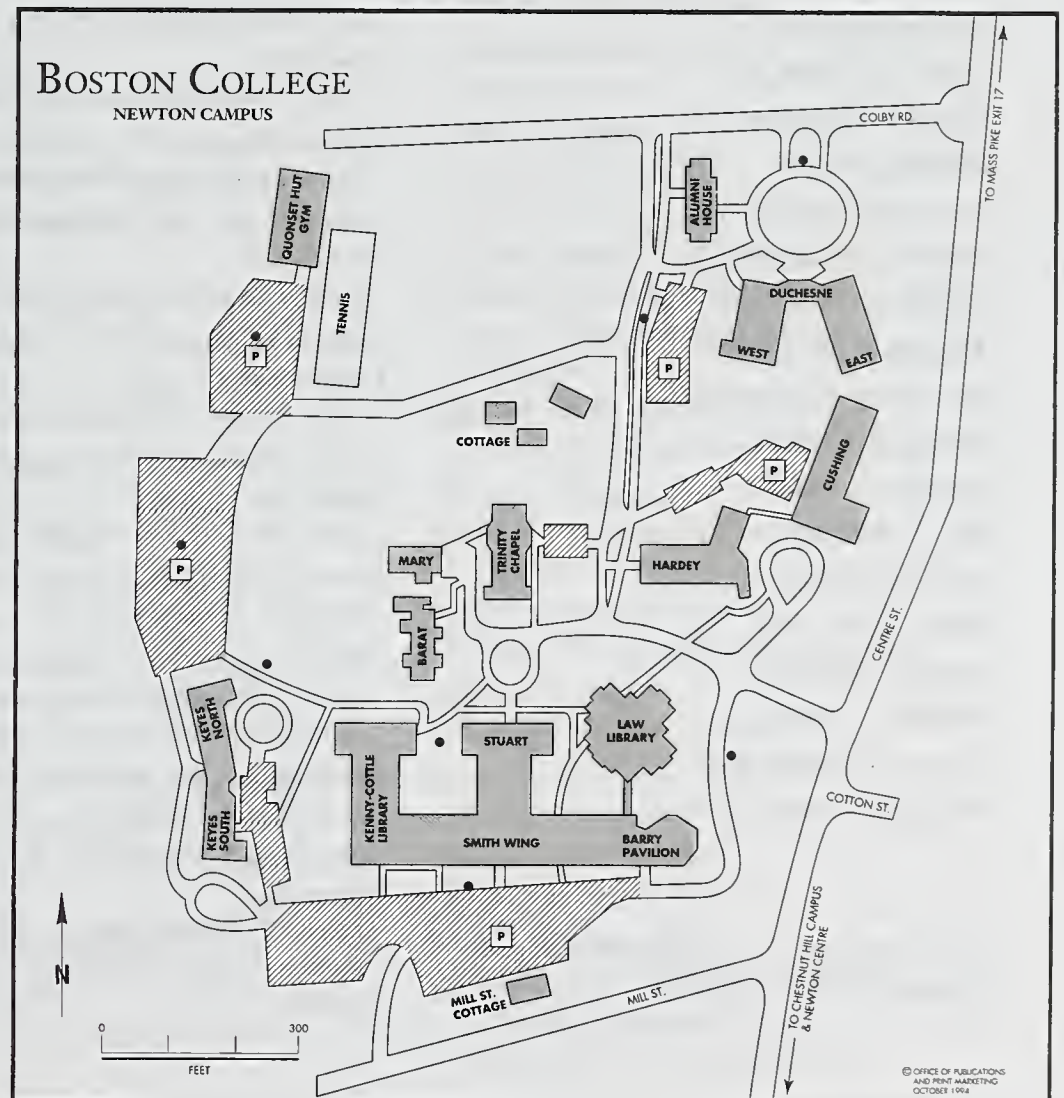 BOSTON COLLEGE
NEWTON CAMPUS
COLBY RD
TO MASS PIKE EXIT 17
QUONSET HUT
GYM
ALUMNI
HOUSE
TENNIS
DUCHESNE
WEST
EAST
P
P
COTTAGE
CUSHING
P
TRINITY
CHAPEL
MARY
HARDEY
P
BARAT
CENTRE ST.
KEYES
NORTH
LAW
LIBRARY
STUART
KENNY-COTTLE
LIBRARY
COTTON ST.
KEYES
SOUTH
SMITH WING
BARRY
PAVILION
P
N
MILL ST.
COTTAGE
MILL ST.
TO CHESTNUT HILL CAMPUS
& NEWTON CENTRE
0 300
FEET
© OFFICE OF PUBLICATIONS
AND PRINT MARKETING
OCTOBER 1994